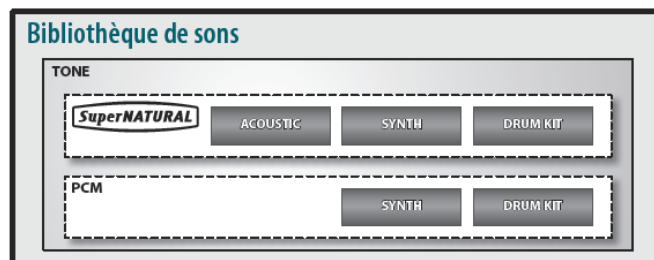 Bibliothèque de sons
TONE
SuperNATURAL ACOUSTIC SYNTH DRUM KIT
PCM
SYNTH DRUM KIT